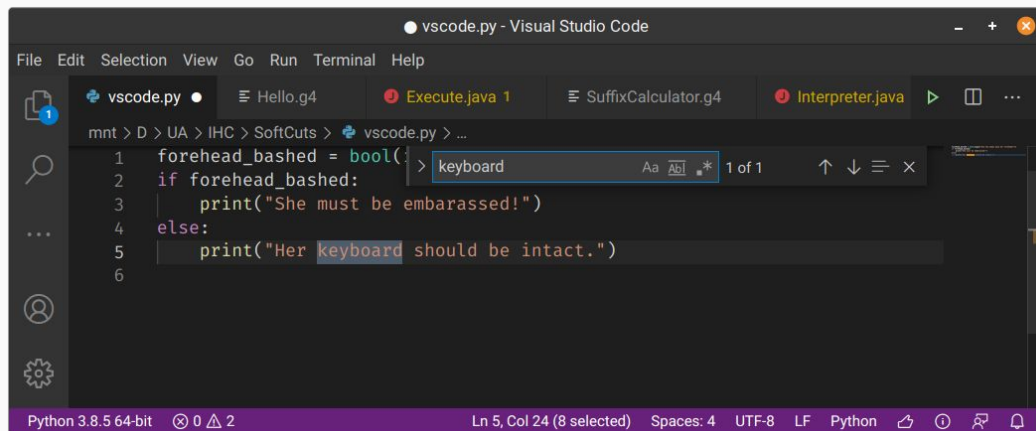 vscode.py - Visual Studio Code
File Edit Selection View Go Run Terminal Help
1
vscode.py
Hello.g4
Execute.java 1
SuffixCalculator.g4
Interpreter.java
mnt > D > UA > IHC > SoftCuts > vscode.py > ...
keyboard Aa Abl .* 1 of 1
1 forehead_bashed = bool(
2 if forehead_bashed:
3 print("She must be embarassed!")
4 else:
5 print("Her keyboard should be intact.")
6
Python 3.8.5 64-bit 0 2 Ln 5, Col 24 (8 selected) Spaces: 4 UTF-8 LF Python